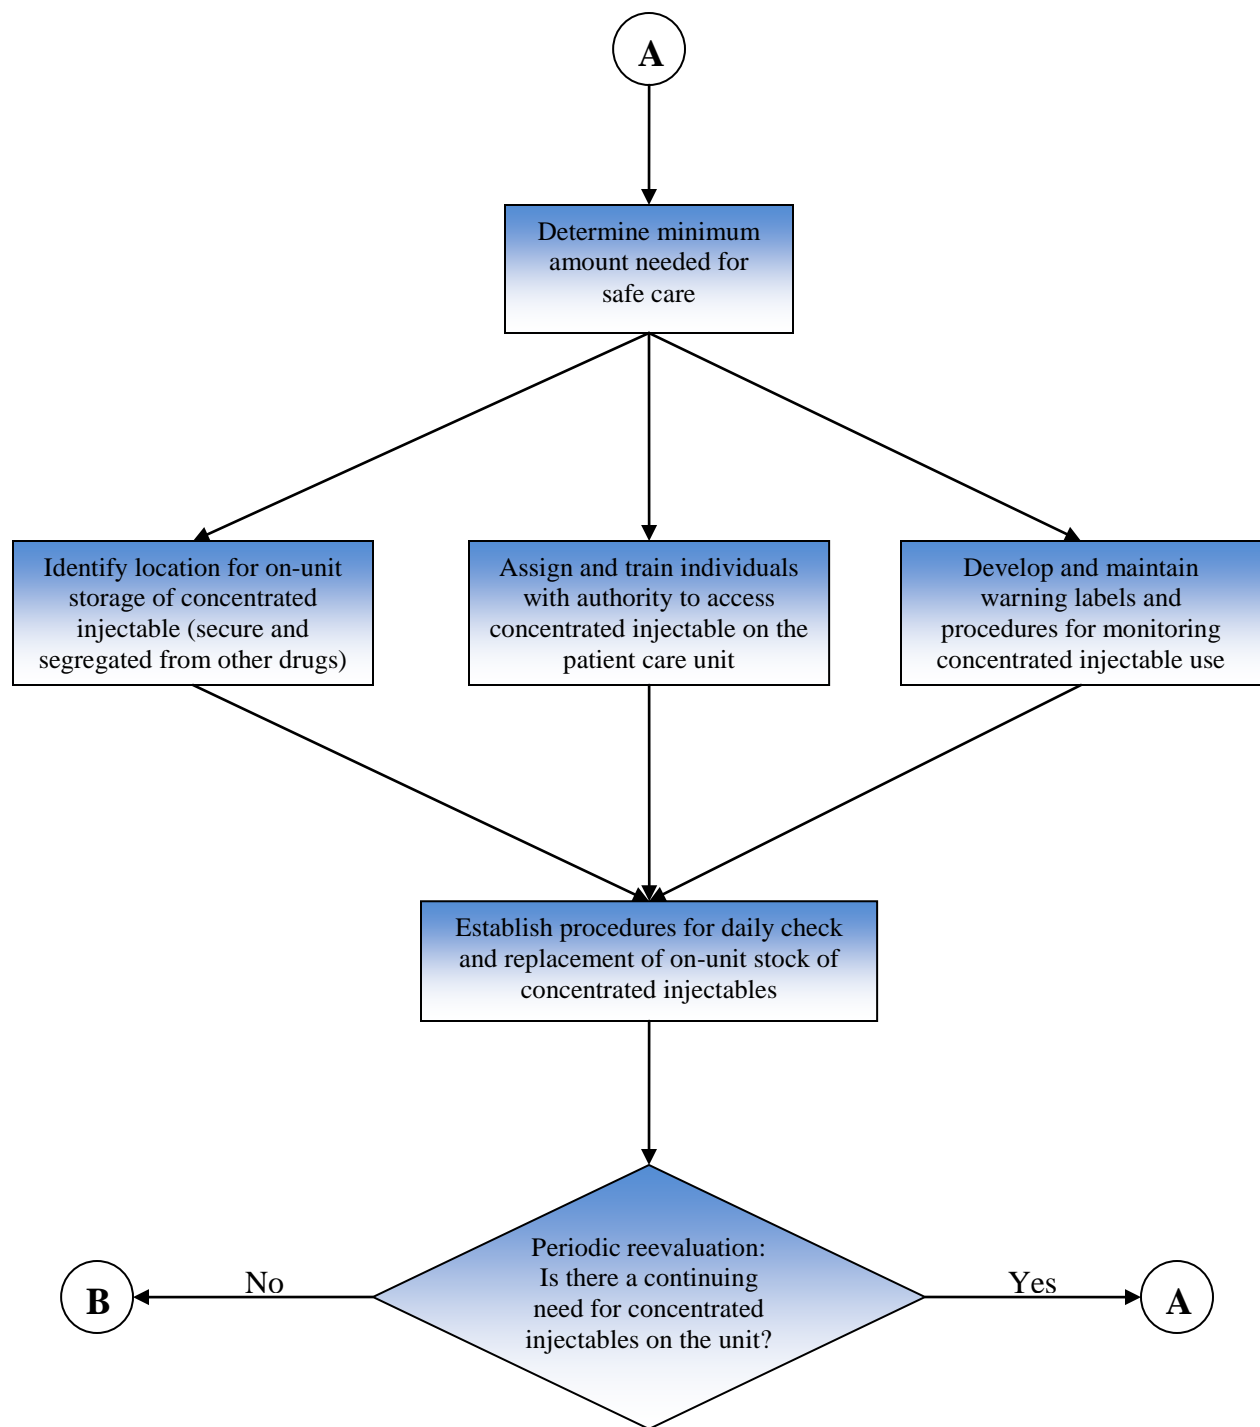 A
Determine minimum
amount needed for
safe care
Identify location for on-unit
storage of concentrated
injectable (secure and
segregated from other drugs)
Assign and train individuals
with authority to access
concentrated injectable on the
patient care unit
Develop and maintain
warning labels and
procedures for monitoring
concentrated injectable use
Establish procedures for daily check
and replacement of on-unit stock of
concentrated injectables
Periodic reevaluation:
Is there a continuing
need for concentrated
injectables on the unit?
No
B
Yes
A